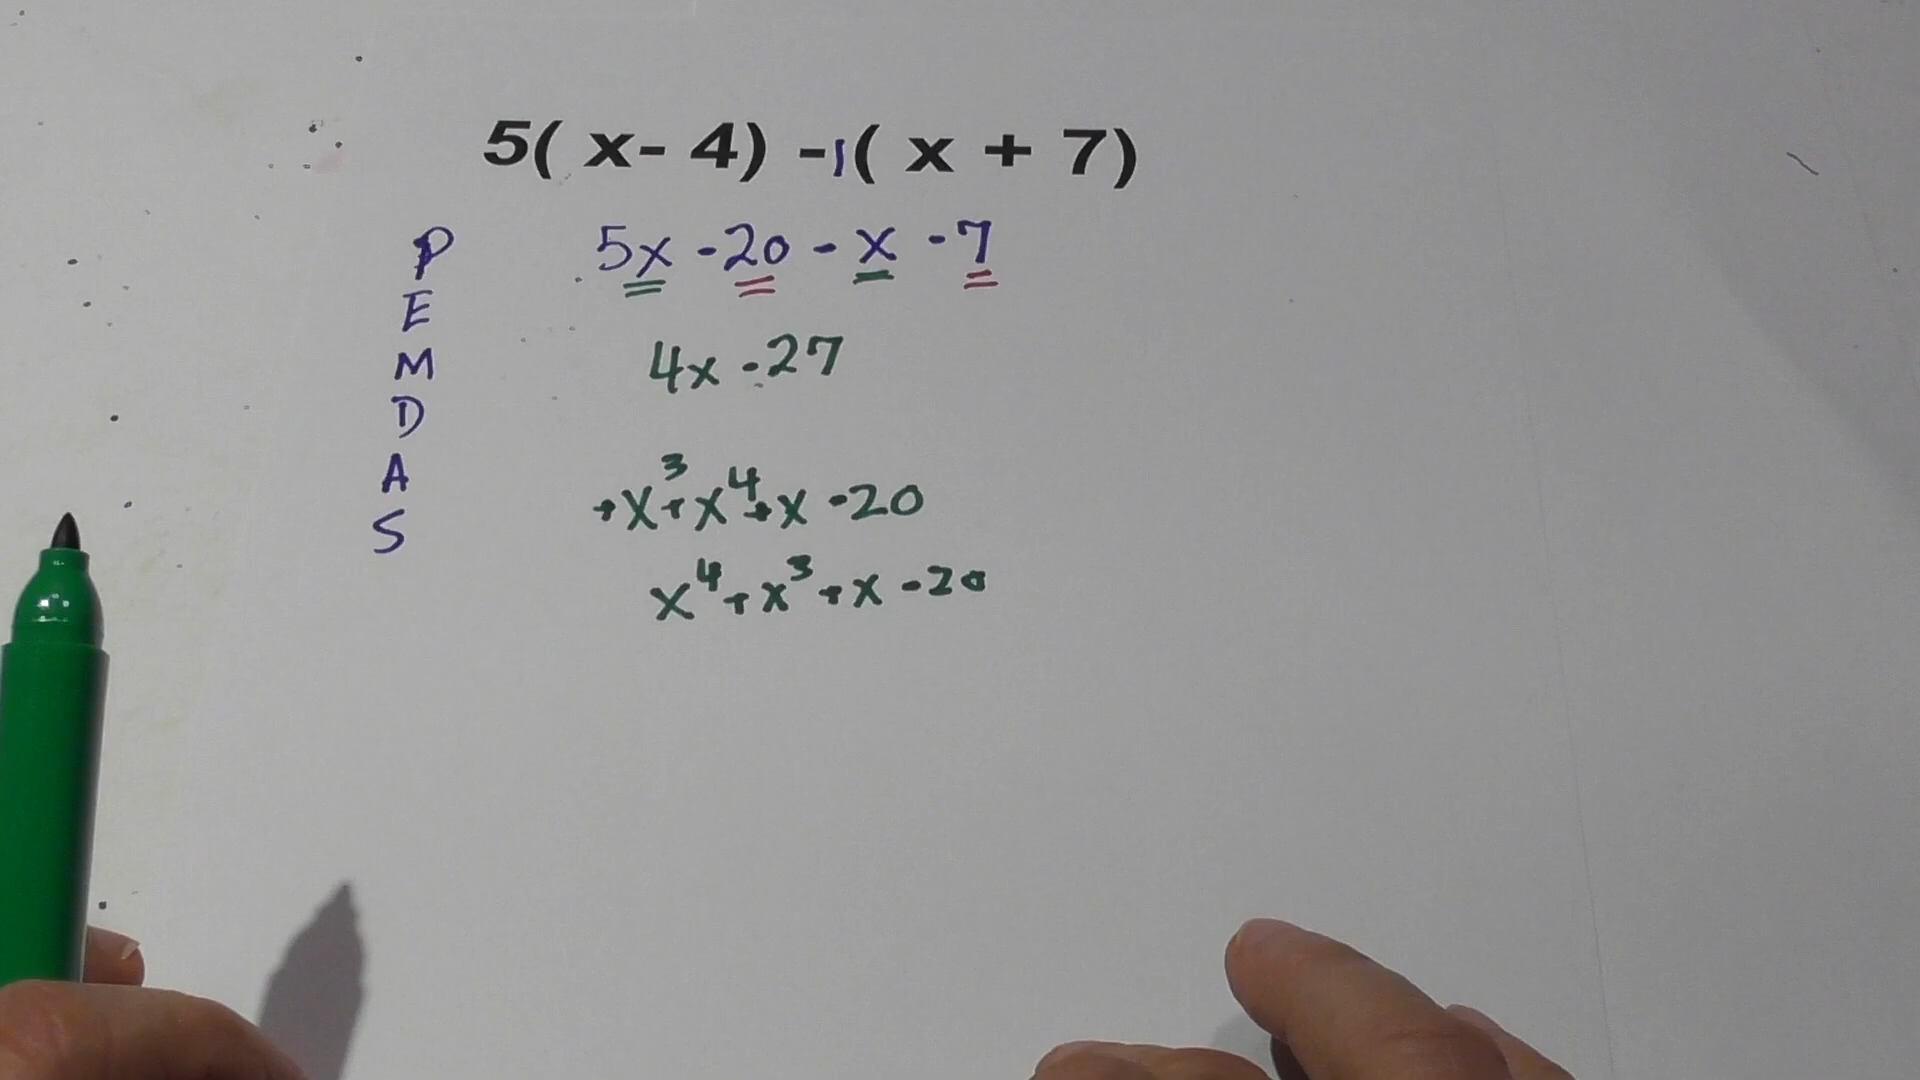 5( x- 4) -1( x + 7)
5x -20 - x -7
4x -27
+x³+x⁴+x -20
x⁴+x³+x -20
P
E
M
D
A
S